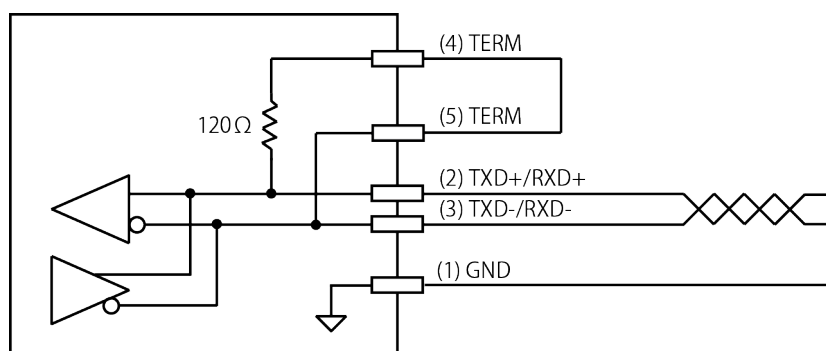 (4) TERM
120Ω
(5) TERM
(2) TXD+/RXD+
(3) TXD-/RXD-
(1) GND